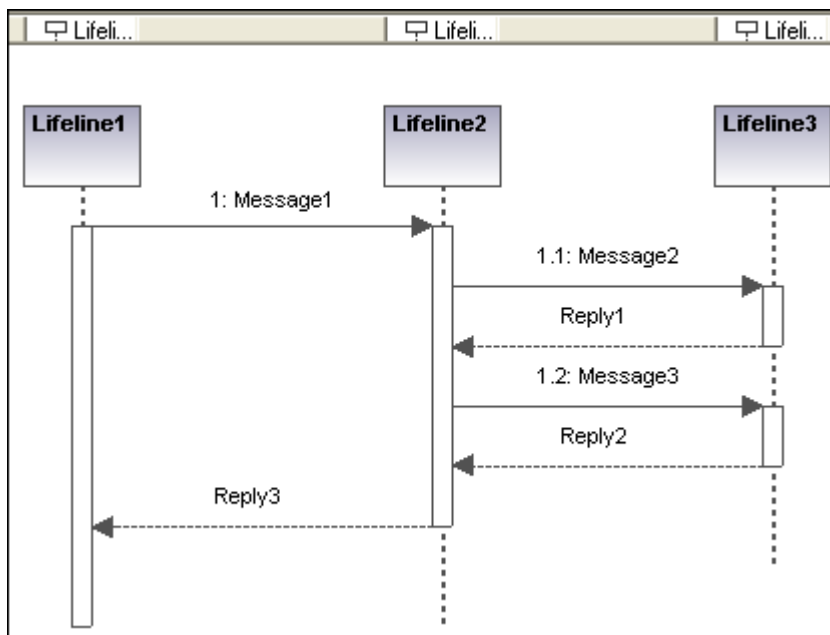 Lifeli...
Lifeli...
Lifeli...
Lifeline1
Lifeline2
Lifeline3
1: Message1
1.1: Message2
Reply1
1.2: Message3
Reply2
Reply3